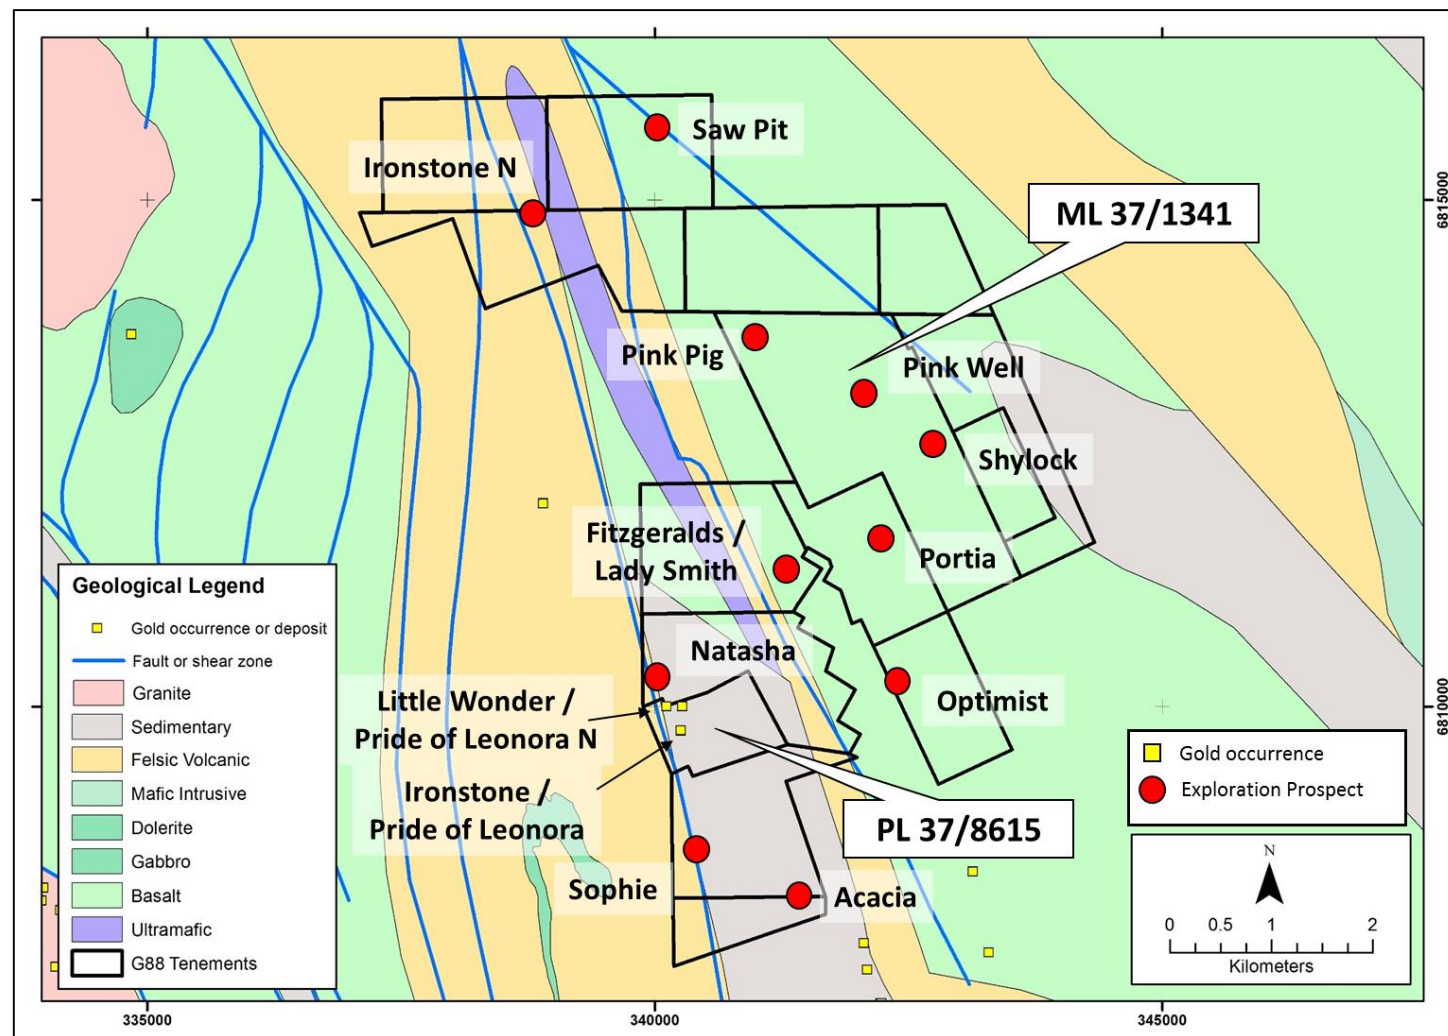 Saw Pit
Ironstone N
ML 37/1341
6815000
Pink Pig
Pink Well
Shylock
Fitzgeralds /
Lady Smith
Portia
Natasha
Optimist
Little Wonder /
Pride of Leonora N
6810000
Ironstone /
Pride of Leonora
PL 37/8615
Sophie
Acacia
Geological Legend
Gold occurrence or deposit
Fault or shear zone
Granite
Sedimentary
Felsic Volcanic
Mafic Intrusive
Dolerite
Gabbro
Basalt
Ultramafic
G88 Tenements
Gold occurrence
Exploration Prospect
N
0 0.5 1 2
Kilometers
335000 340000 345000